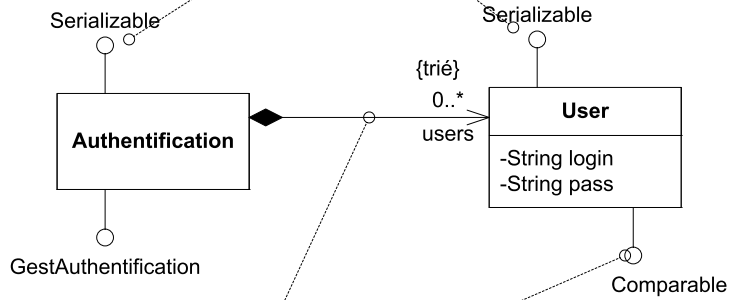 Serializable
Serializable
{trié}
0..*
users
Authentification
User
-String login
-String pass
GestAuthentification
Comparable